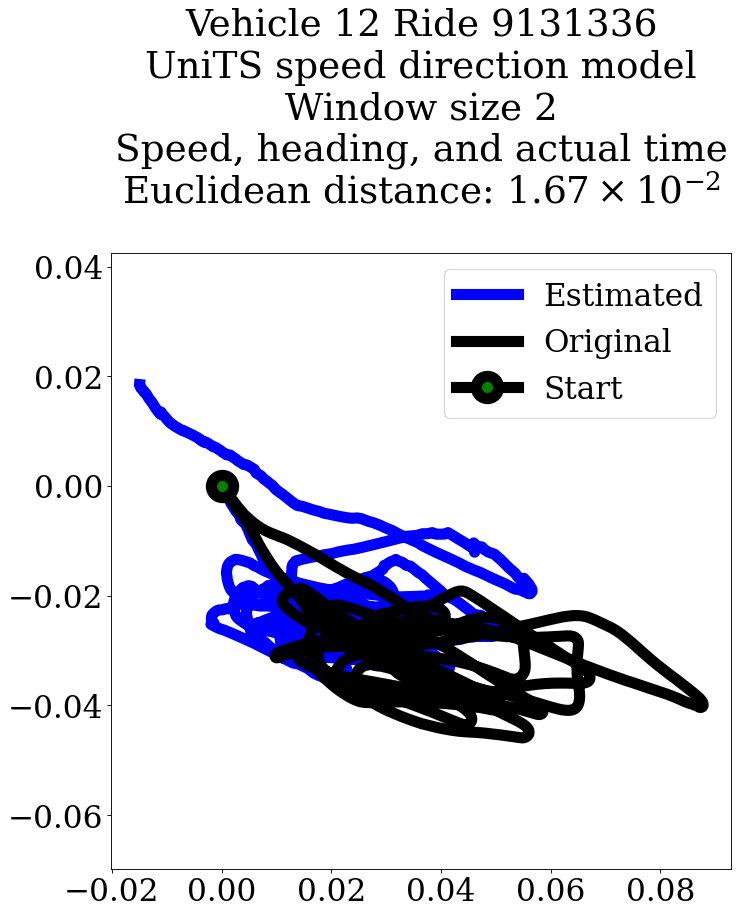 Vehicle 12 Ride 9131336
UniTS speed direction model
Window size 2
Speed, heading, and actual time
Euclidean distance: 1.67 × 10⁻²
Estimated
Original
Start
0.04
0.02
0.00
−0.02
−0.04
−0.06
−0.02 0.00 0.02 0.04 0.06 0.08